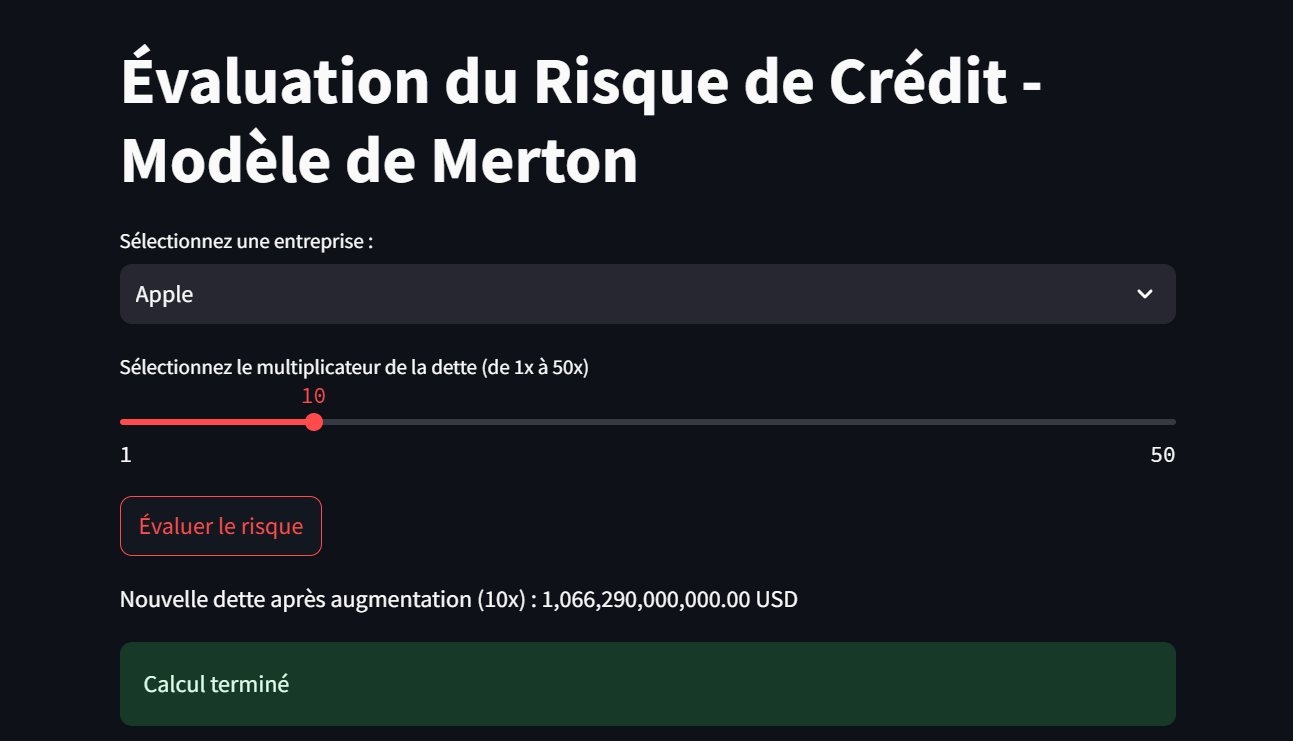 Évaluation du Risque de Crédit -
Modèle de Merton
Sélectionnez une entreprise :
Apple
Sélectionnez le multiplicateur de la dette (de 1x à 50x)
10
1
50
Évaluer le risque
Nouvelle dette après augmentation (10x) : 1,066,290,000,000.00 USD
Calcul terminé